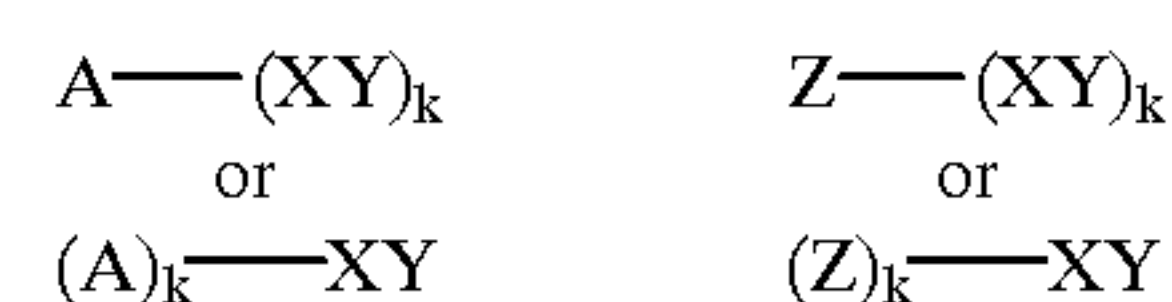 A—(XY)k Z—(XY)k
or or
(A)k—XY (Z)k—XY